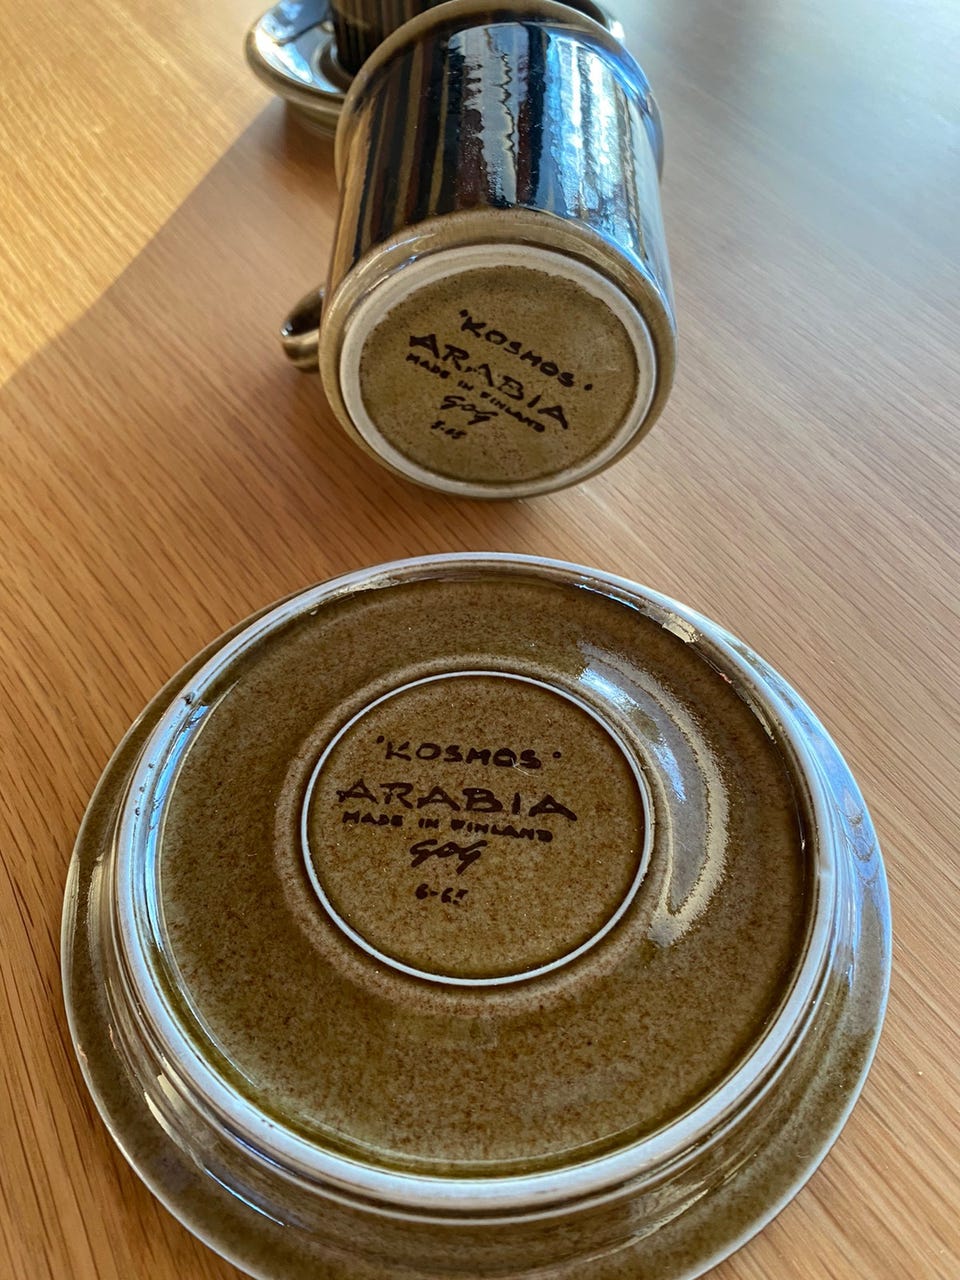 'KOSMOS'
ARABIA
MADE IN FINLAND
GOG
'KOSMOS'
ARABIA
MADE IN FINLAND
GOG